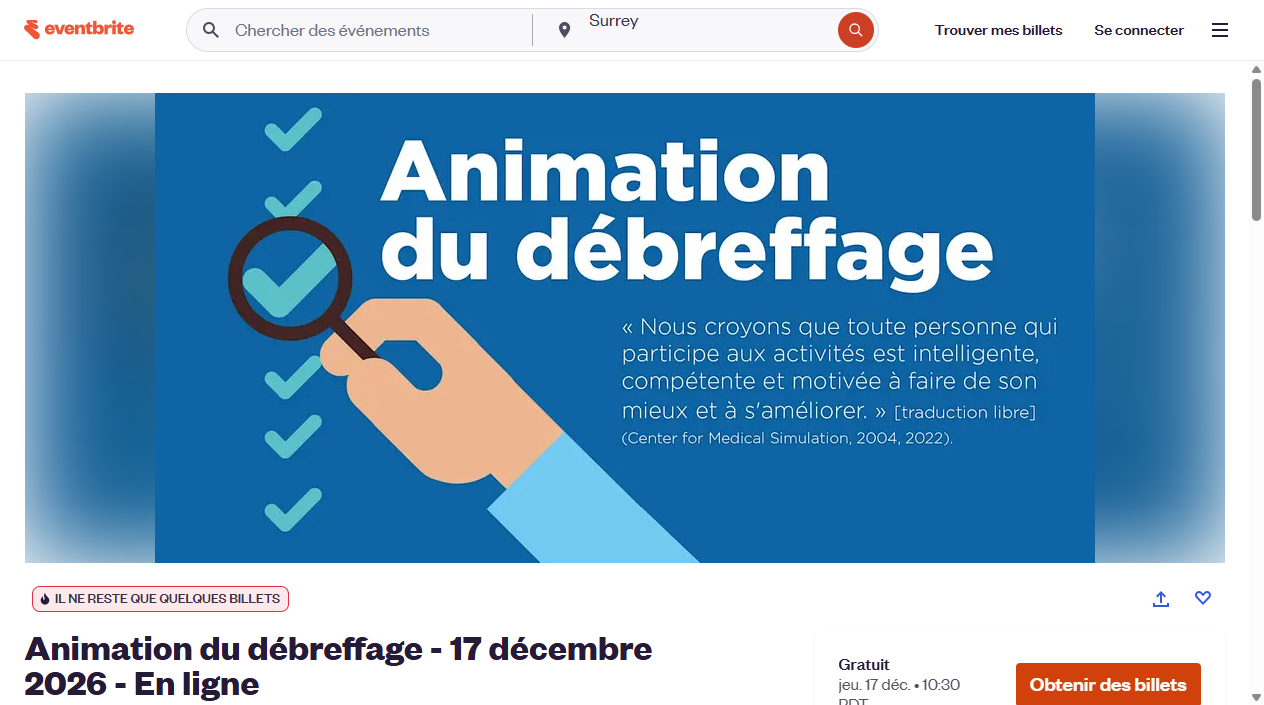 eventbrite
Chercher des événements
Surrey
Trouver mes billets
Se connecter
Animation
du débreffage
« Nous croyons que toute personne qui
participe aux activités est intelligente,
compétente et motivée à faire de son
mieux et à s'améliorer. » [traduction libre]
(Center for Medical Simulation, 2004, 2022).
IL NE RESTE QUE QUELQUES BILLETS
Animation du débreffage - 17 décembre
2026 - En ligne
Gratuit
jeu. 17 déc. • 10:30
PDT
Obtenir des billets